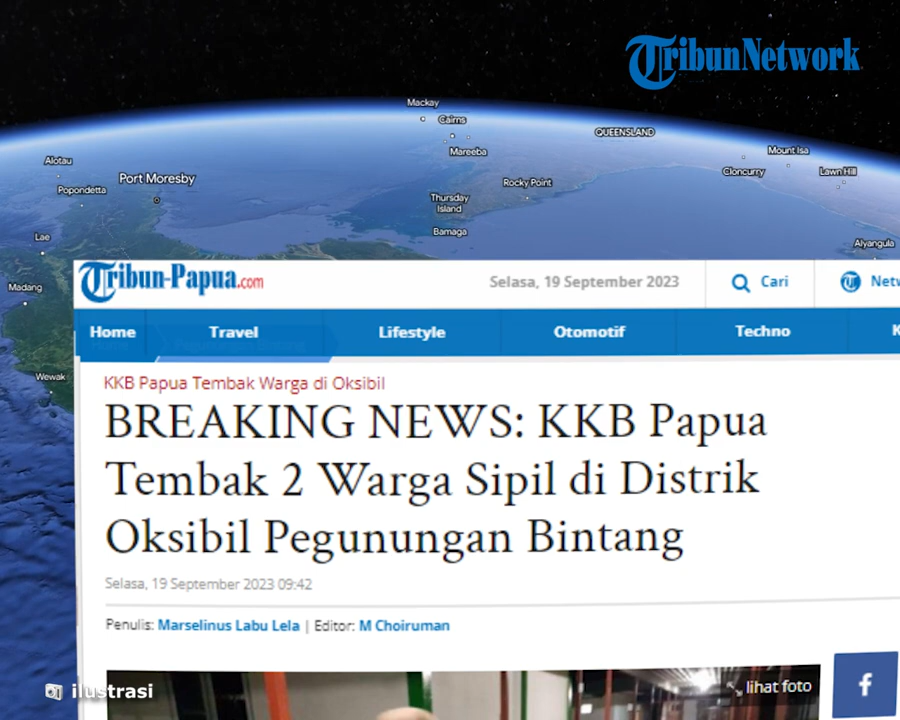 TribunNetwork
Mackay
Cairns
QUEENSLAND
Mareeba
Mount Isa
Alotau
Cloncurry
Lawn Hill
Port Moresby
Popondetta
Rocky Point
Thursday
Island
Bamaga
Lae
Alyangula
Madang
Wewak
Tribun-Papua.com
Selasa, 19 September 2023
Cari
Netw
Home
Travel
Lifestyle
Otomotif
Techno
K
KKB Papua Tembak Warga di Oksibil
BREAKING NEWS: KKB Papua
Tembak 2 Warga Sipil di Distrik
Oksibil Pegunungan Bintang
Selasa, 19 September 2023 09:42
Penulis: Marselinus Labu Lela | Editor: M Choiruman
lihat foto
f
ilustrasi